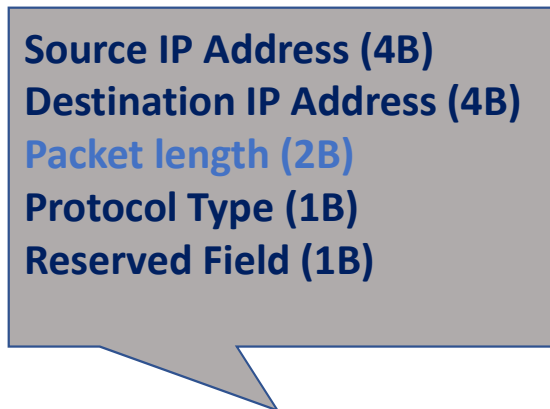 Source IP Address (4B)
Destination IP Address (4B)
Packet length (2B)
Protocol Type (1B)
Reserved Field (1B)